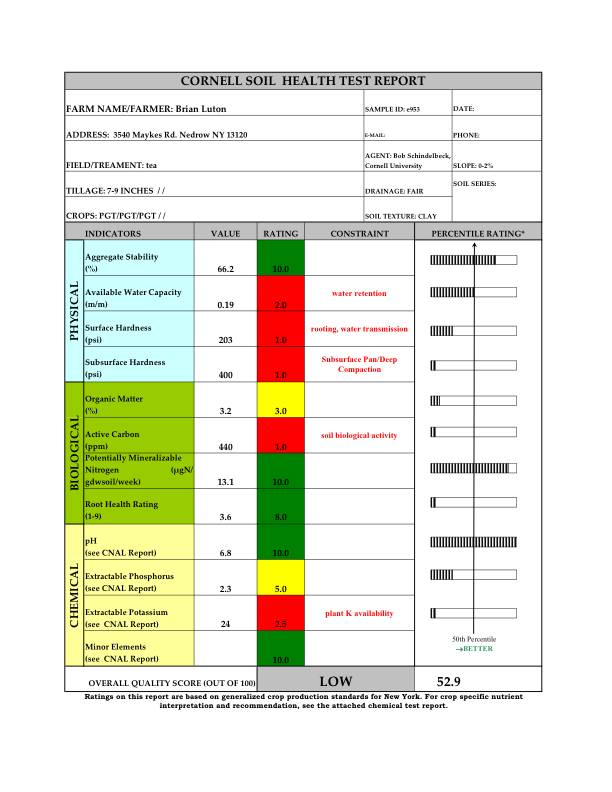 CORNELL SOIL HEALTH TEST REPORT
FARM NAME/FARMER: Brian Luton
SAMPLE ID: e953
DATE:
ADDRESS: 3540 Maykes Rd. Nedrow NY 13120
E-MAIL:
PHONE:
FIELD/TREAMENT: tea
AGENT: Bob Schindelbeck,
Cornell University
SLOPE: 0-2%
TILLAGE: 7-9 INCHES / /
DRAINAGE: FAIR
SOIL SERIES:
CROPS: PGT/PGT/PGT / /
SOIL TEXTURE: CLAY
INDICATORS VALUE RATING CONSTRAINT PERCENTILE RATING*
PHYSICAL
Aggregate Stability
(%) 66.2 10.0
Available Water Capacity
(m/m) 0.19 2.0 water retention
Surface Hardness
(psi) 203 1.0 rooting, water transmission
Subsurface Hardness
(psi) 400 1.0 Subsurface Pan/Deep
Compaction
BIOLOGICAL
Organic Matter
(%) 3.2 3.0
Active Carbon
(ppm) 440 1.0 soil biological activity
Potentially Mineralizable
Nitrogen (µgN/
gdwsoil/week) 13.1 10.0
Root Health Rating
(1-9) 3.6 8.0
CHEMICAL
pH
(see CNAL Report) 6.8 10.0
Extractable Phosphorus
(see CNAL Report) 2.3 5.0
Extractable Potassium
(see CNAL Report) 24 2.5 plant K availability
Minor Elements
(see CNAL Report) 10.0
50th Percentile
→BETTER
OVERALL QUALITY SCORE (OUT OF 100) LOW 52.9
Ratings on this report are based on generalized crop production standards for New York. For crop specific nutrient
interpretation and recommendation, see the attached chemical test report.